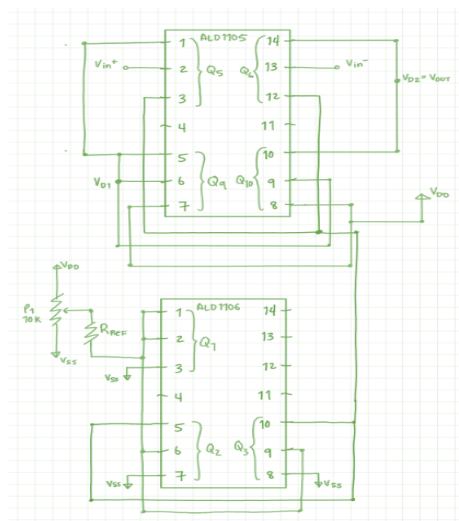 ALD1105
1 14
Vin+ 2 Q5 Q6 13 Vin-
3 12
4 11
5 10
VD1 6 Q9 Q10 9
7 8
VD2 = VOUT
VDD
VDD
P1
10K
RREF
VSS
ALD1106
1 14
2 Q1 13
VSS 3 12
4 11
5 10
6 Q2 Q3 9
VSS 7 8 VSS